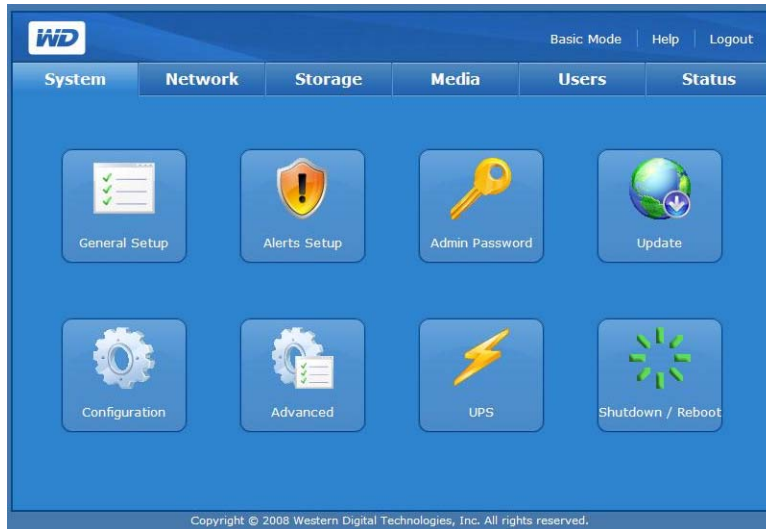 WD
Basic Mode Help Logout
System Network Storage Media Users Status
General Setup Alerts Setup Admin Password Update
Configuration Advanced UPS Shutdown / Reboot
Copyright © 2008 Western Digital Technologies, Inc. All rights reserved.